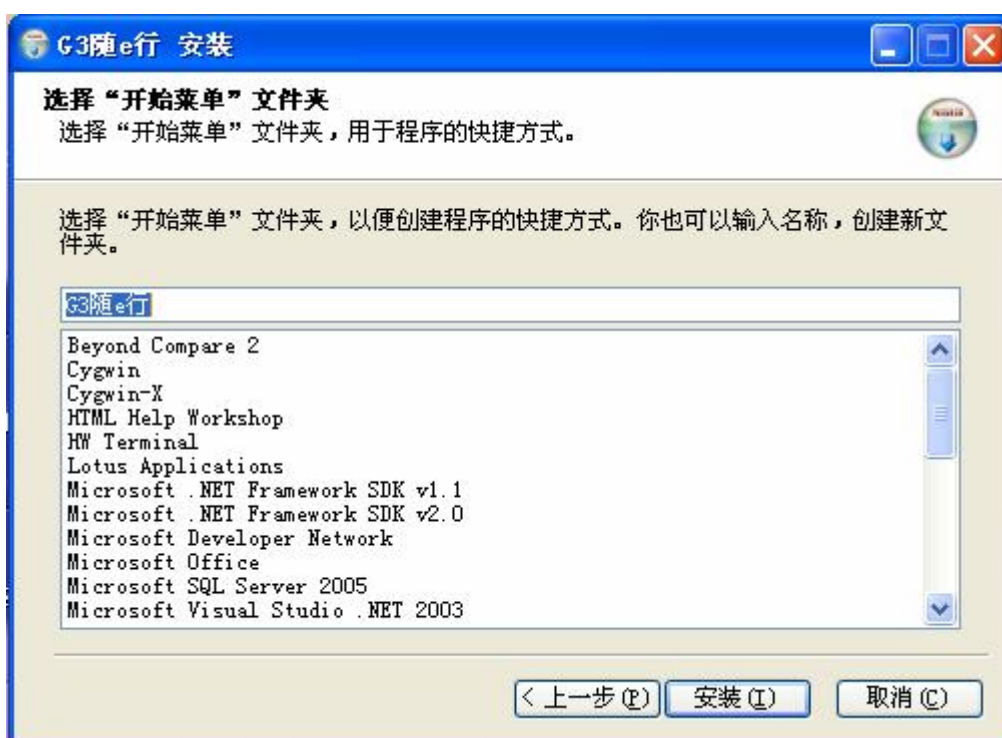 G3随e行 安装
选择“开始菜单”文件夹
选择“开始菜单”文件夹，用于程序的快捷方式。
选择“开始菜单”文件夹，以便创建程序的快捷方式。你也可以输入名称，创建新文
件夹。
G3随e行
Beyond Compare 2
Cygwin
Cygwin-X
HTML Help Workshop
HW Terminal
Lotus Applications
Microsoft .NET Framework SDK v1.1
Microsoft .NET Framework SDK v2.0
Microsoft Developer Network
Microsoft Office
Microsoft SQL Server 2005
Microsoft Visual Studio .NET 2003
< 上一步(P) 安装(I) 取消(C)